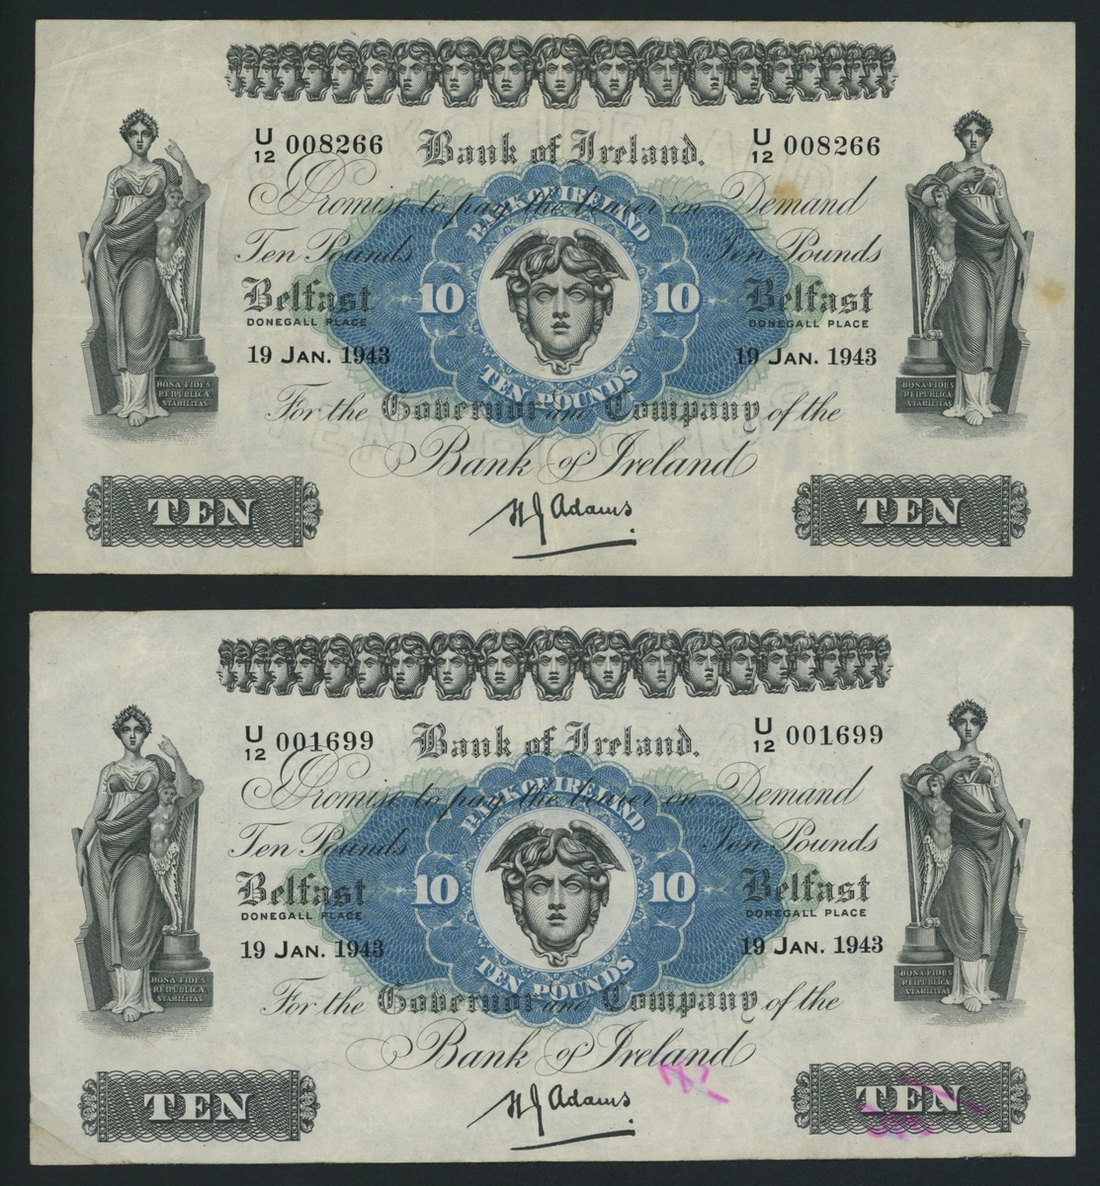 U/12 008266 Bank of Ireland. U/12 008266
Promise to pay the bearer on Demand
BANK OF IRELAND
Ten Pounds Ten Pounds
Belfast 10 10 Belfast
DONEGALL PLACE DONEGALL PLACE
19 JAN. 1943 19 JAN. 1943
TEN POUNDS
BONA FIDES BONA FIDES
REIPUBLICÆ REIPUBLICÆ
STABILITAS STABILITAS
For the Governor and Company of the
Bank of Ireland
TEN H J Adams TEN
U/12 001699 Bank of Ireland. U/12 001699
Promise to pay the bearer on Demand
BANK OF IRELAND
Ten Pounds Ten Pounds
Belfast 10 10 Belfast
DONEGALL PLACE DONEGALL PLACE
19 JAN. 1943 19 JAN. 1943
TEN POUNDS
BONA FIDES BONA FIDES
REIPUBLICÆ REIPUBLICÆ
STABILITAS STABILITAS
For the Governor and Company of the
Bank of Ireland
TEN H J Adams TEN